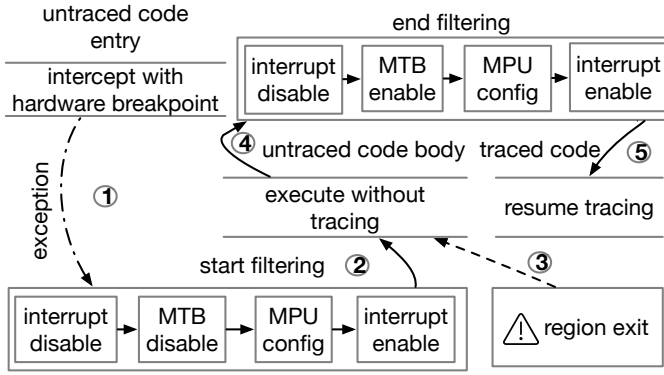 untraced code
entry
intercept with
hardware breakpoint
end filtering
interrupt
disable
MTB
enable
MPU
config
interrupt
enable
4
untraced code body
traced code
5
exception
1
execute without
tracing
resume tracing
start filtering
2
3
interrupt
disable
MTB
disable
MPU
config
interrupt
enable
! region exit